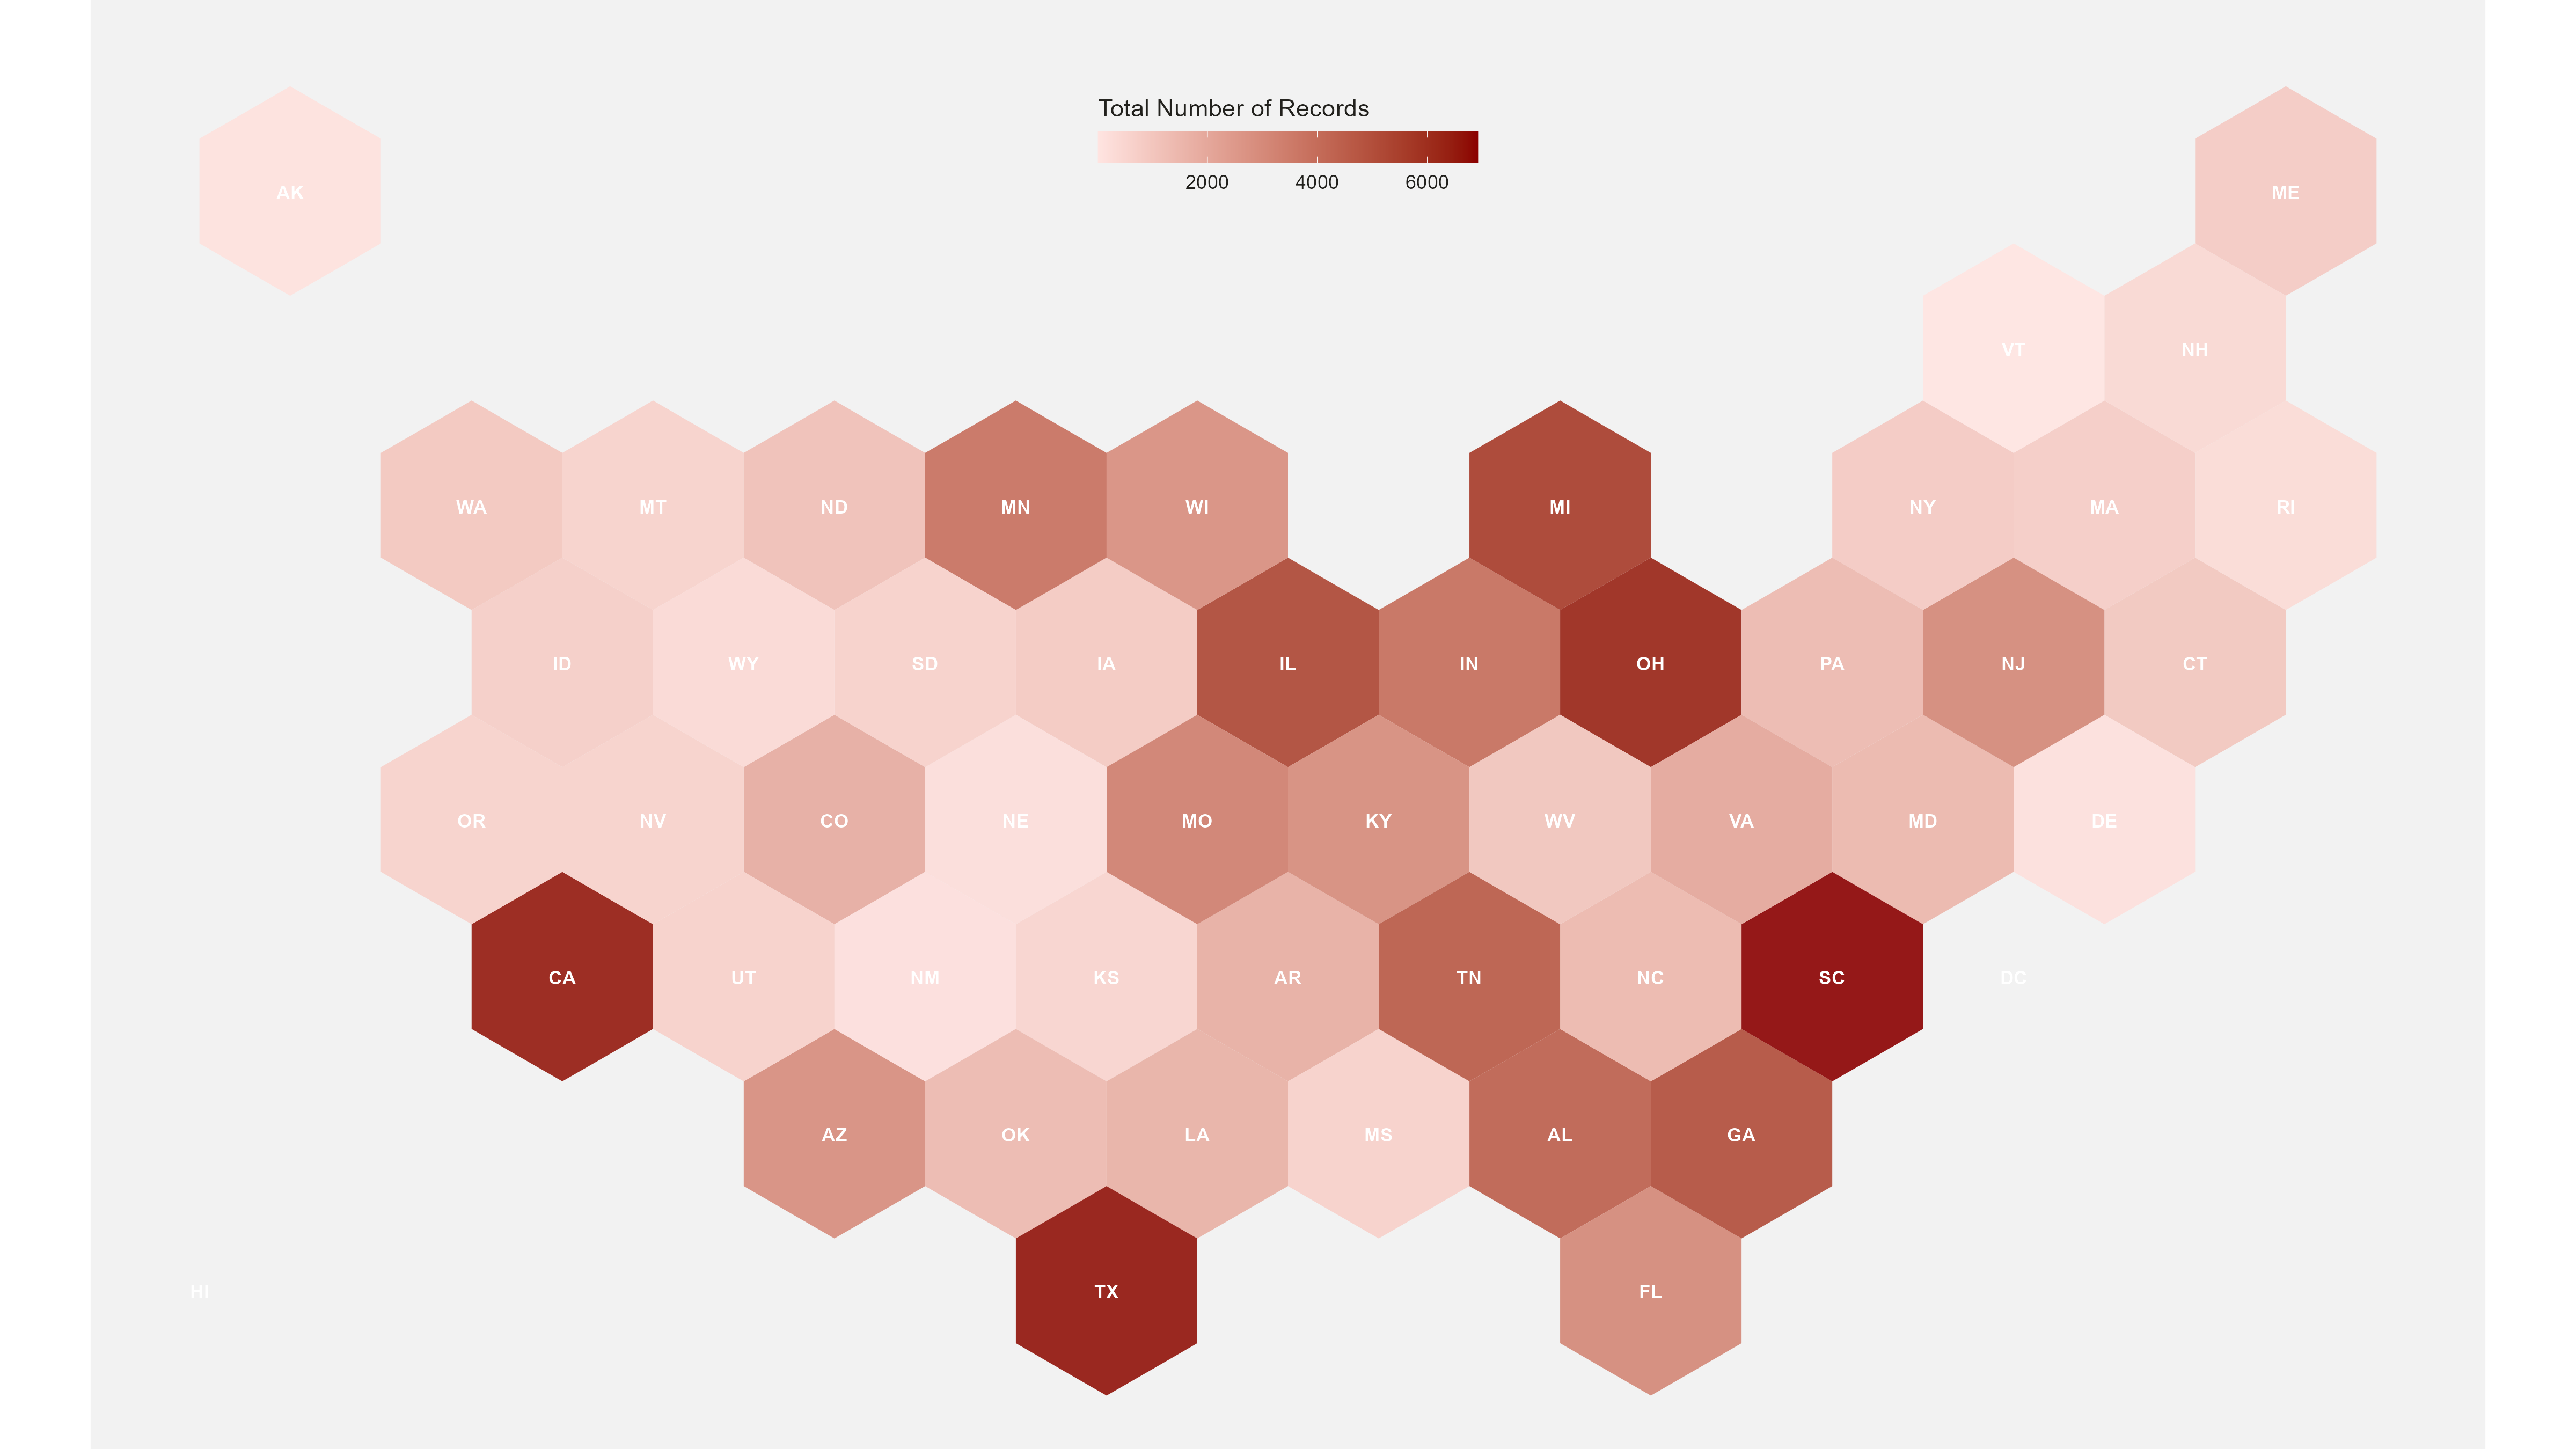 Total Number of Records
2000 4000 6000
AK ME
VT NH
WA MT ND MN WI MI NY MA RI
ID WY SD IA IL IN OH PA NJ CT
OR NV CO NE MO KY WV VA MD DE
CA UT NM KS AR TN NC SC DC
AZ OK LA MS AL GA
HI TX FL